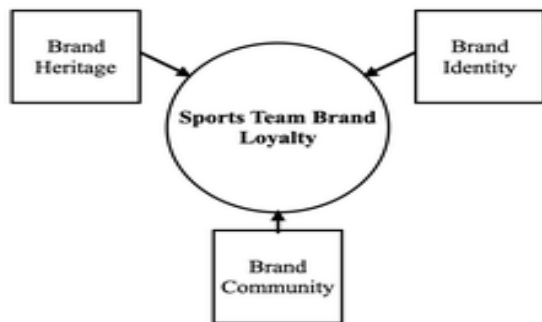 Brand
Heritage
Brand
Identity
Sports Team Brand
Loyalty
Brand
Community